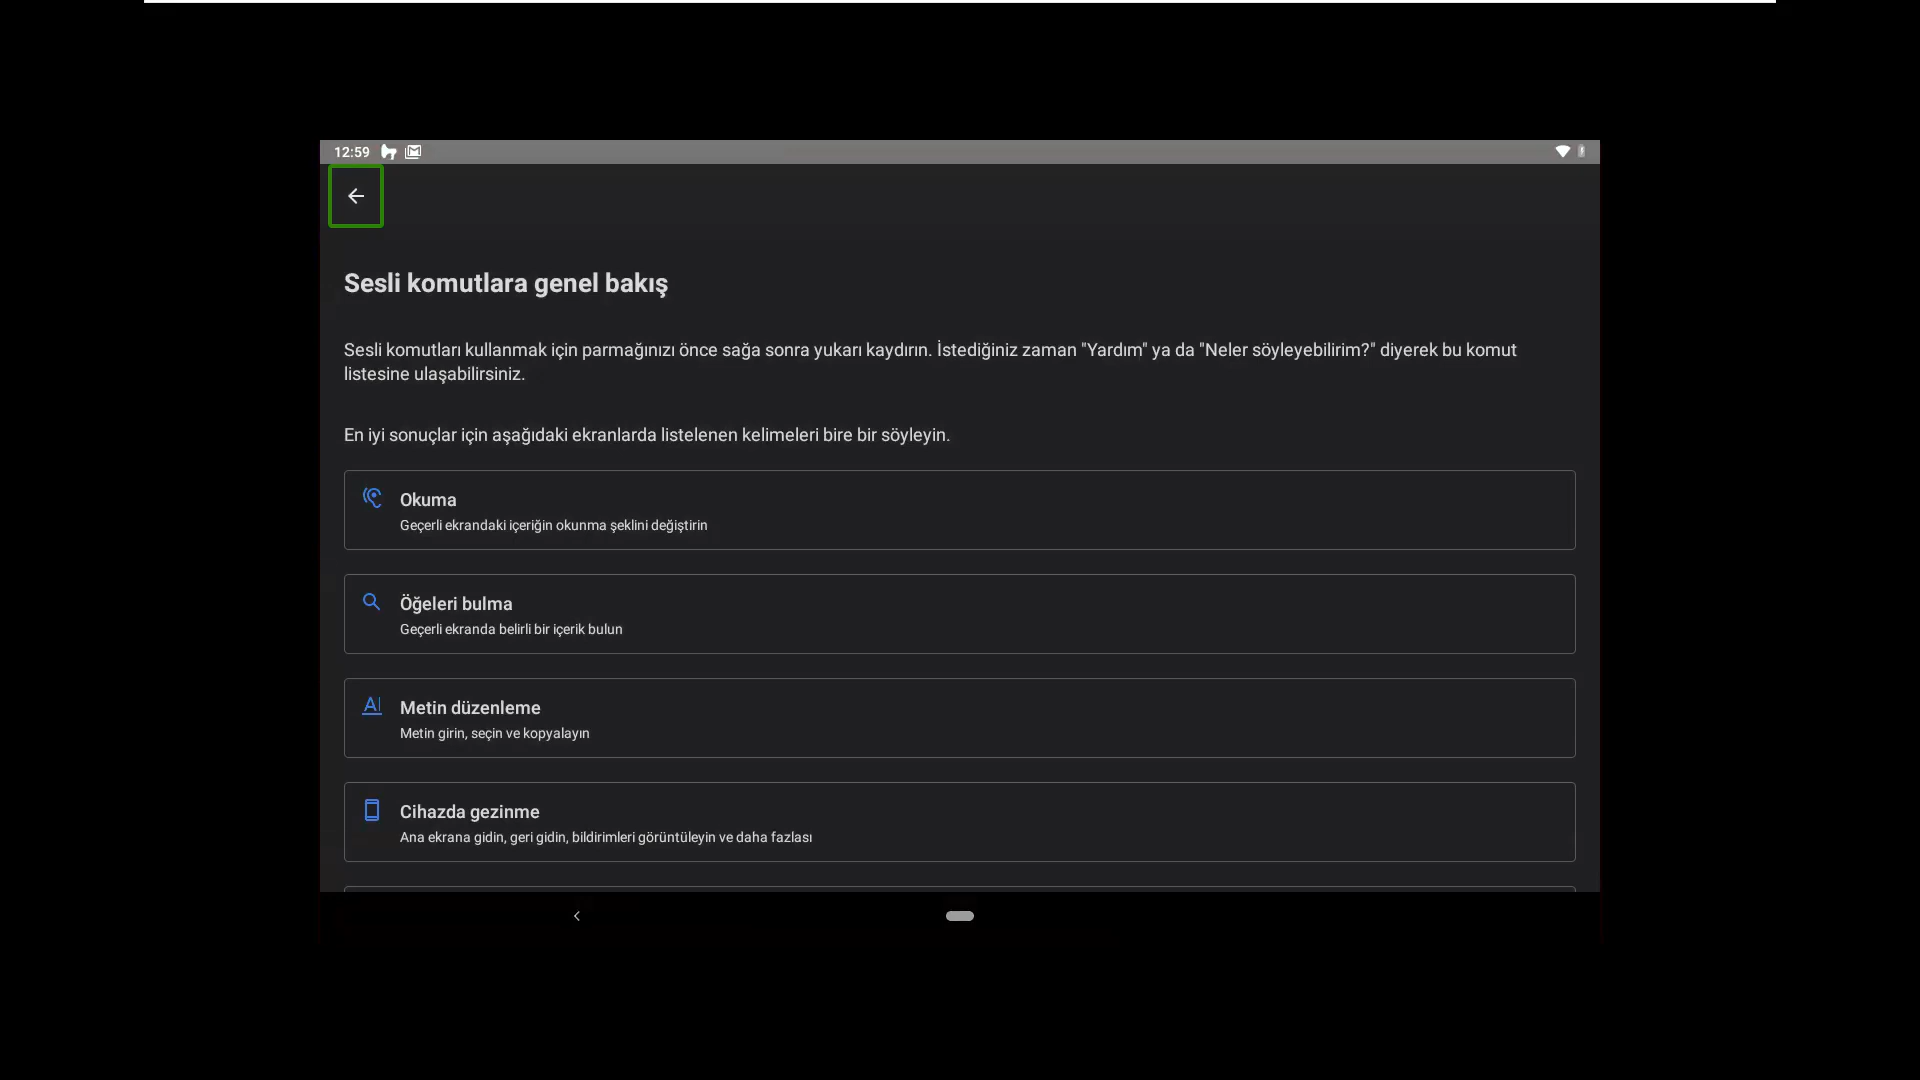 12:59
Sesli komutlara genel bakış
Sesli komutları kullanmak için parmağınızı önce sağa sonra yukarı kaydırın. İstediğiniz zaman "Yardım" ya da "Neler söyleyebilirim?" diyerek bu komut
listesine ulaşabilirsiniz.
En iyi sonuçlar için aşağıdaki ekranlarda listelenen kelimeleri bire bir söyleyin.
Okuma
Geçerli ekrandaki içeriğin okunma şeklini değiştirin
Öğeleri bulma
Geçerli ekranda belirli bir içerik bulun
Metin düzenleme
Metin girin, seçin ve kopyalayın
Cihazda gezinme
Ana ekrana gidin, geri gidin, bildirimleri görüntüleyin ve daha fazlası